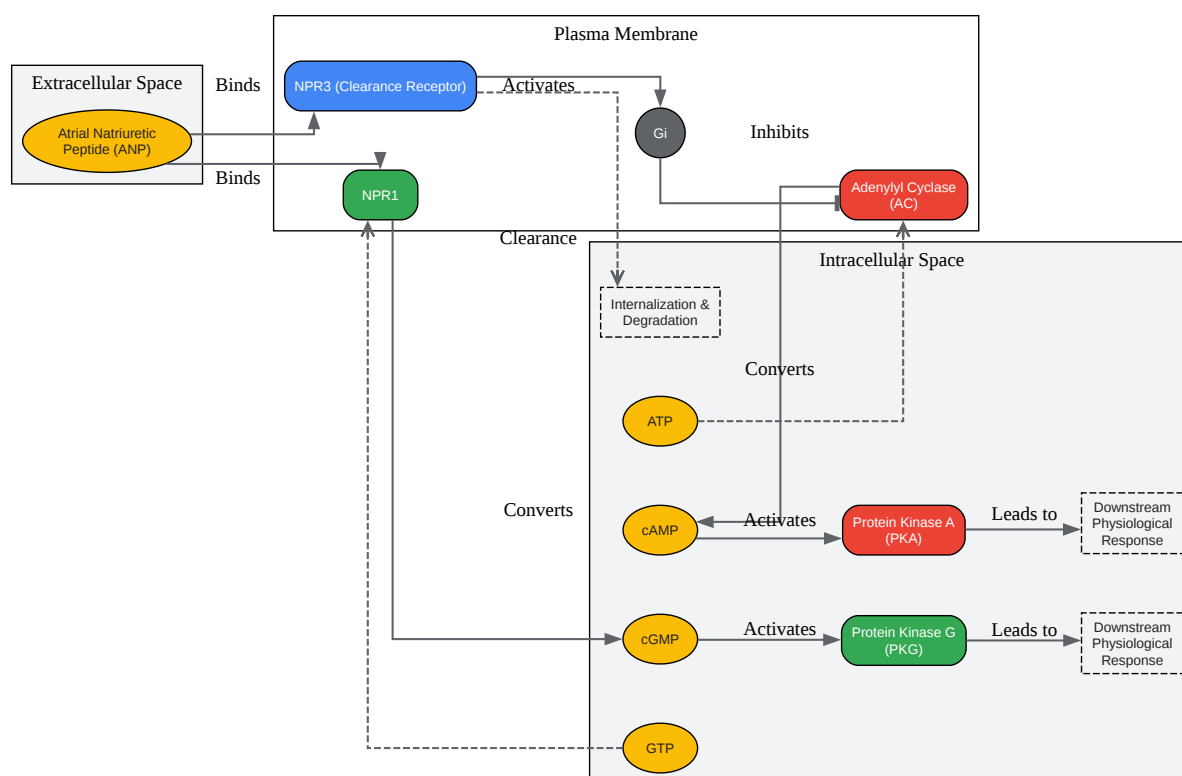 Plasma Membrane
Extracellular Space
Binds
NPR3 (Clearance Receptor)
Activates
Atrial Natriuretic
Peptide (ANP)
Gi
Inhibits
Binds
NPR1
Adenylyl Cyclase
(AC)
Clearance
Intracellular Space
Internalization &
Degradation
Converts
ATP
Converts
cAMP
Activates
Protein Kinase A
(PKA)
Leads to
Downstream
Physiological
Response
cGMP
Activates
Protein Kinase G
(PKG)
Leads to
Downstream
Physiological
Response
GTP